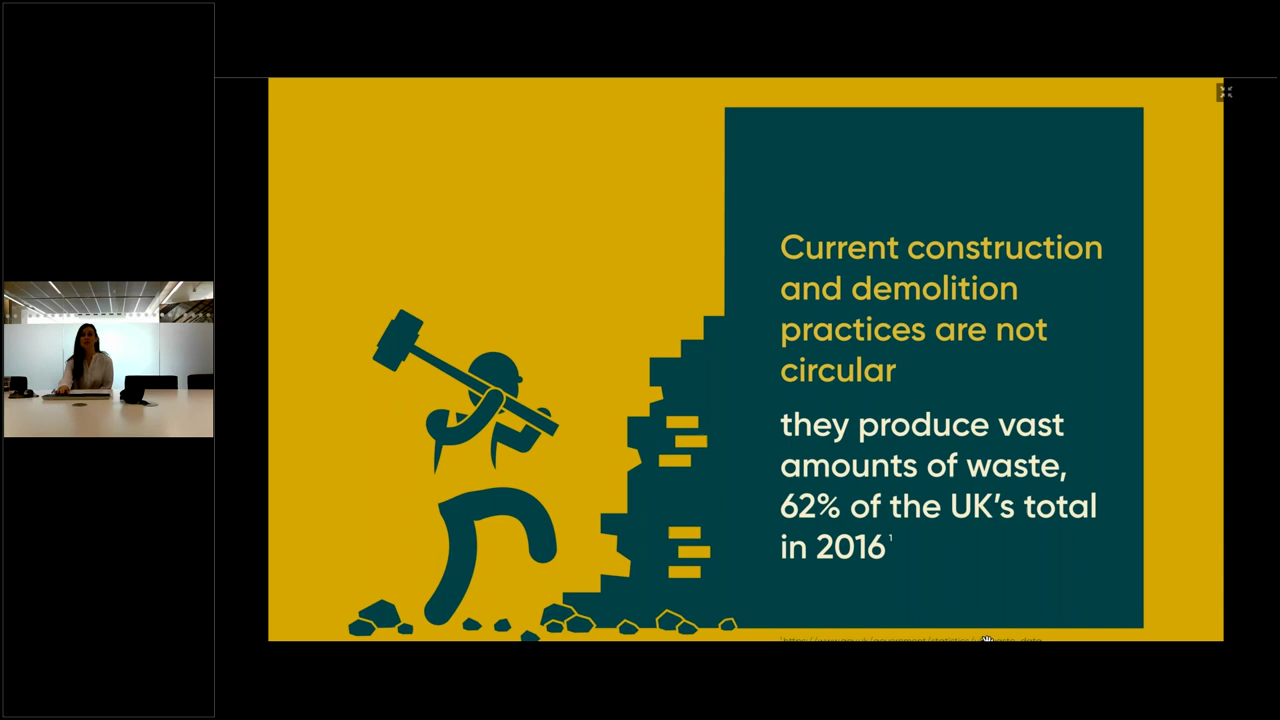 Current construction
and demolition
practices are not
circular
they produce vast
amounts of waste,
62% of the UK's total
in 2016¹